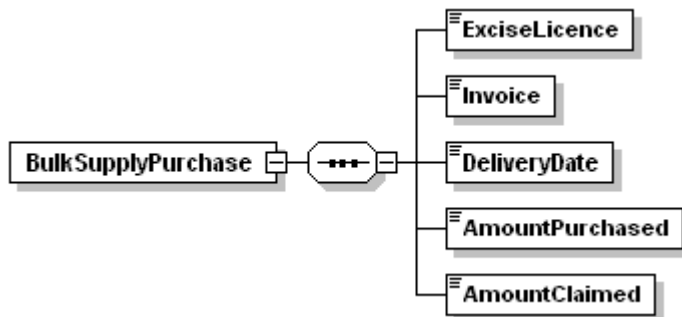 ExciseLicence
Invoice
BulkSupplyPurchase
DeliveryDate
AmountPurchased
AmountClaimed